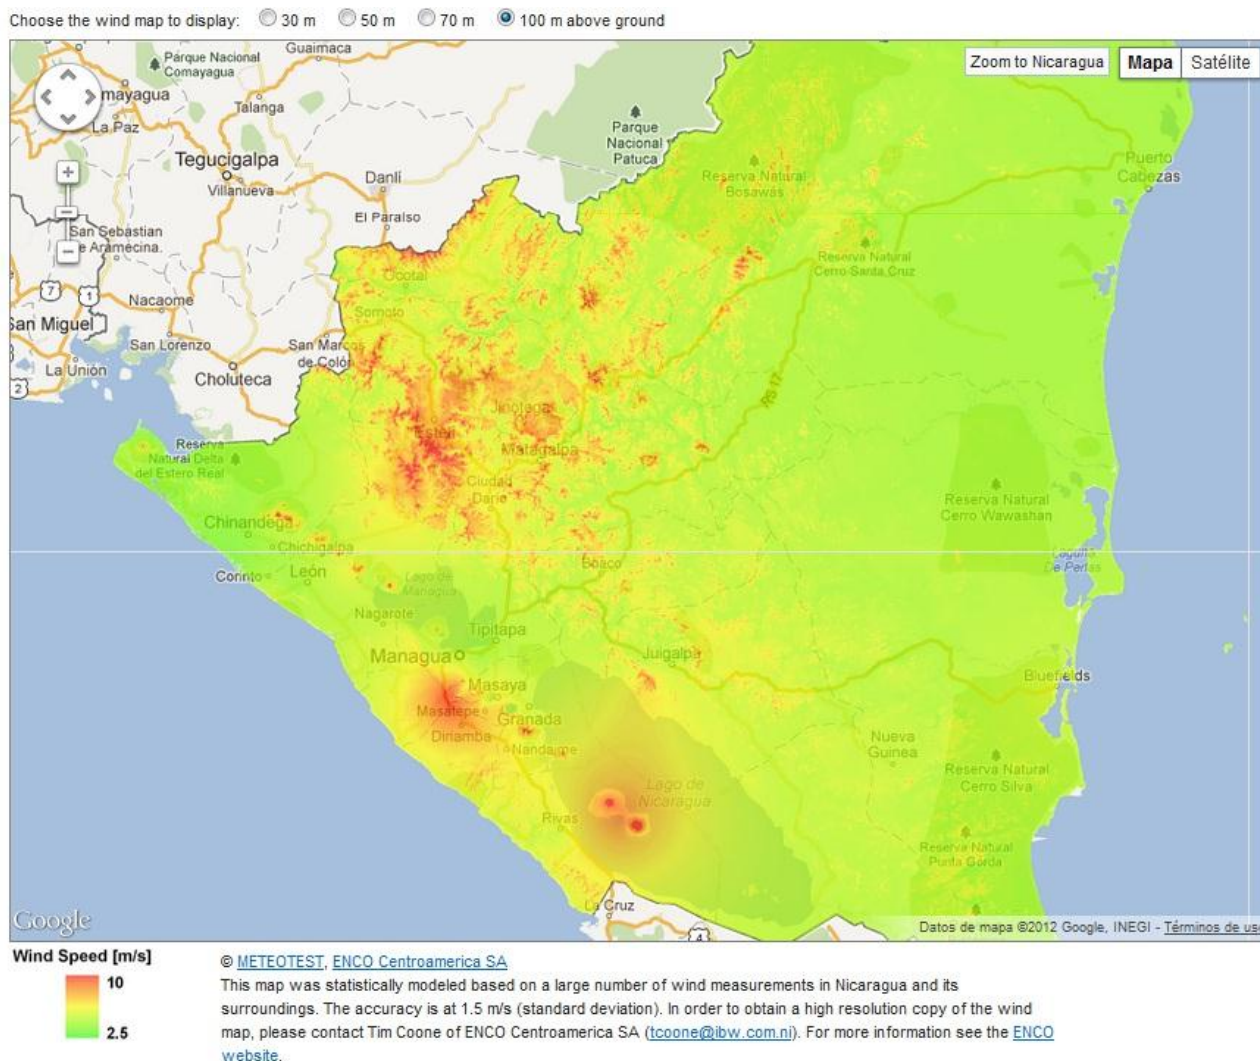 Choose the wind map to display: 30 m 50 m 70 m 100 m above ground
Zoom to Nicaragua Mapa Satélite
Guaimaca
Parque Nacional
Comayagua
mayagua
Talanga
La Paz
Parque
Nacional
Patuca
Tegucigalpa
Villanueva
Danlí
El Paraíso
Reserva Natural
Bosawas
Puerto
Cabezas
San Sebastian
e Aramecina.
Ocotal
Reserva Natural
Cerro Santa Cruz
7
1
Nacaome
Somoto
San Miguel
San Lorenzo
San Marcos
de Colón
La Unión
2
Choluteca
RS 17
Jinotega
Estelí
Matagalpa
Reserva
Natural Delta
del Estero Real
Ciudad
Darío
Reserva Natural
Cerro Wawashan
Chinandega
Chichigalpa
Laguna
De Perlas
Boaco
Corinto
León
Lago de
Managua
Nagarote
Tipitapa
Managua
Juigalpa
Masaya
Bluefields
Masatepe
Granada
Diriamba
Nandaime
Nueva
Guinea
Reserva Natural
Cerro Silva
Lago de
Nicaragua
Rivas
Reserva Natural
Punta Gorda
La Cruz
4
Google
Datos de mapa ©2012 Google, INEGI - Términos de uso
Wind Speed [m/s]
10
2.5
© METEOTEST, ENCO Centroamerica SA
This map was statistically modeled based on a large number of wind measurements in Nicaragua and its
surroundings. The accuracy is at 1.5 m/s (standard deviation). In order to obtain a high resolution copy of the wind
map, please contact Tim Coone of ENCO Centroamerica SA (tcoone@ibw.com.ni). For more information see the ENCO
website.